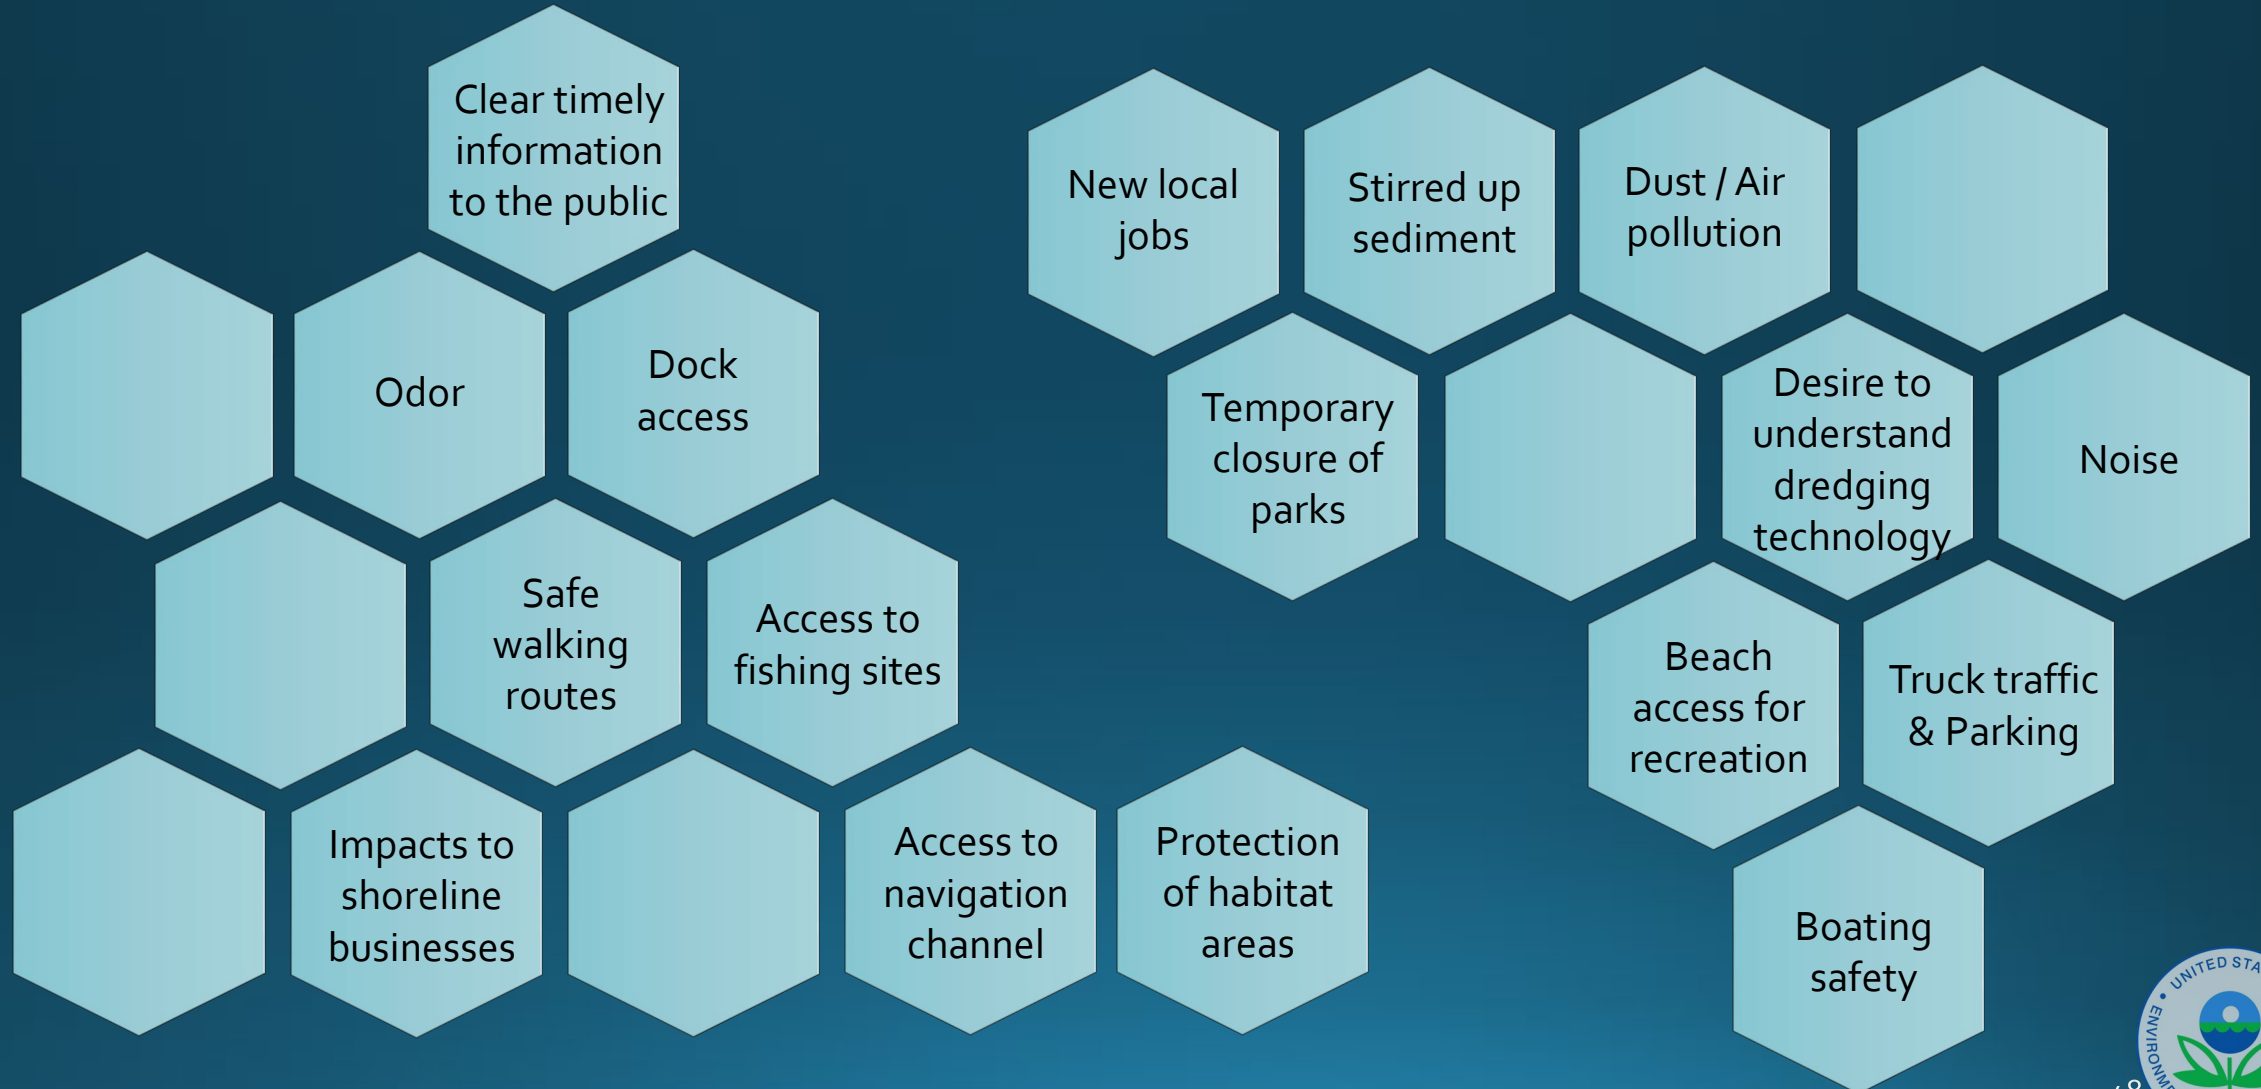 Clear timely
information
to the public
Odor
Dock
access
Safe
walking
routes
Access to
fishing sites
Impacts to
shoreline
businesses
Access to
navigation
channel
Protection
of habitat
areas
New local
jobs
Stirred up
sediment
Dust / Air
pollution
Temporary
closure of
parks
Desire to
understand
dredging
technology
Noise
Beach
access for
recreation
Truck traffic
& Parking
Boating
safety
UNITED